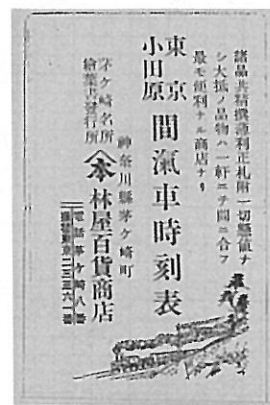 諸品共精撰薄利正札附一切懸値ナ
シ大抵ノ品物ハ一軒ニテ間ニ合フ
最モ便利ナル商店ナリ
東京
小田原
間滊車時刻表
神奈川縣茅ケ崎町
茅ケ崎名所
繪葉書發行所
本
林屋百貨商店
電話茅ケ崎八番